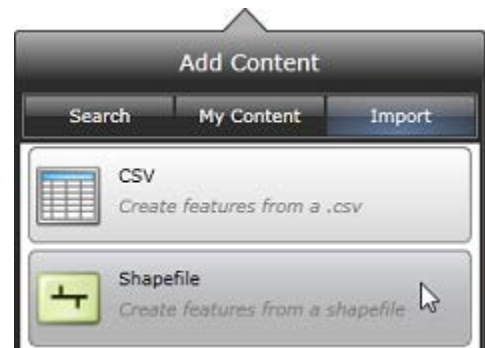 Add Content
Search My Content Import
CSV
Create features from a .csv
Shapefile
Create features from a shapefile